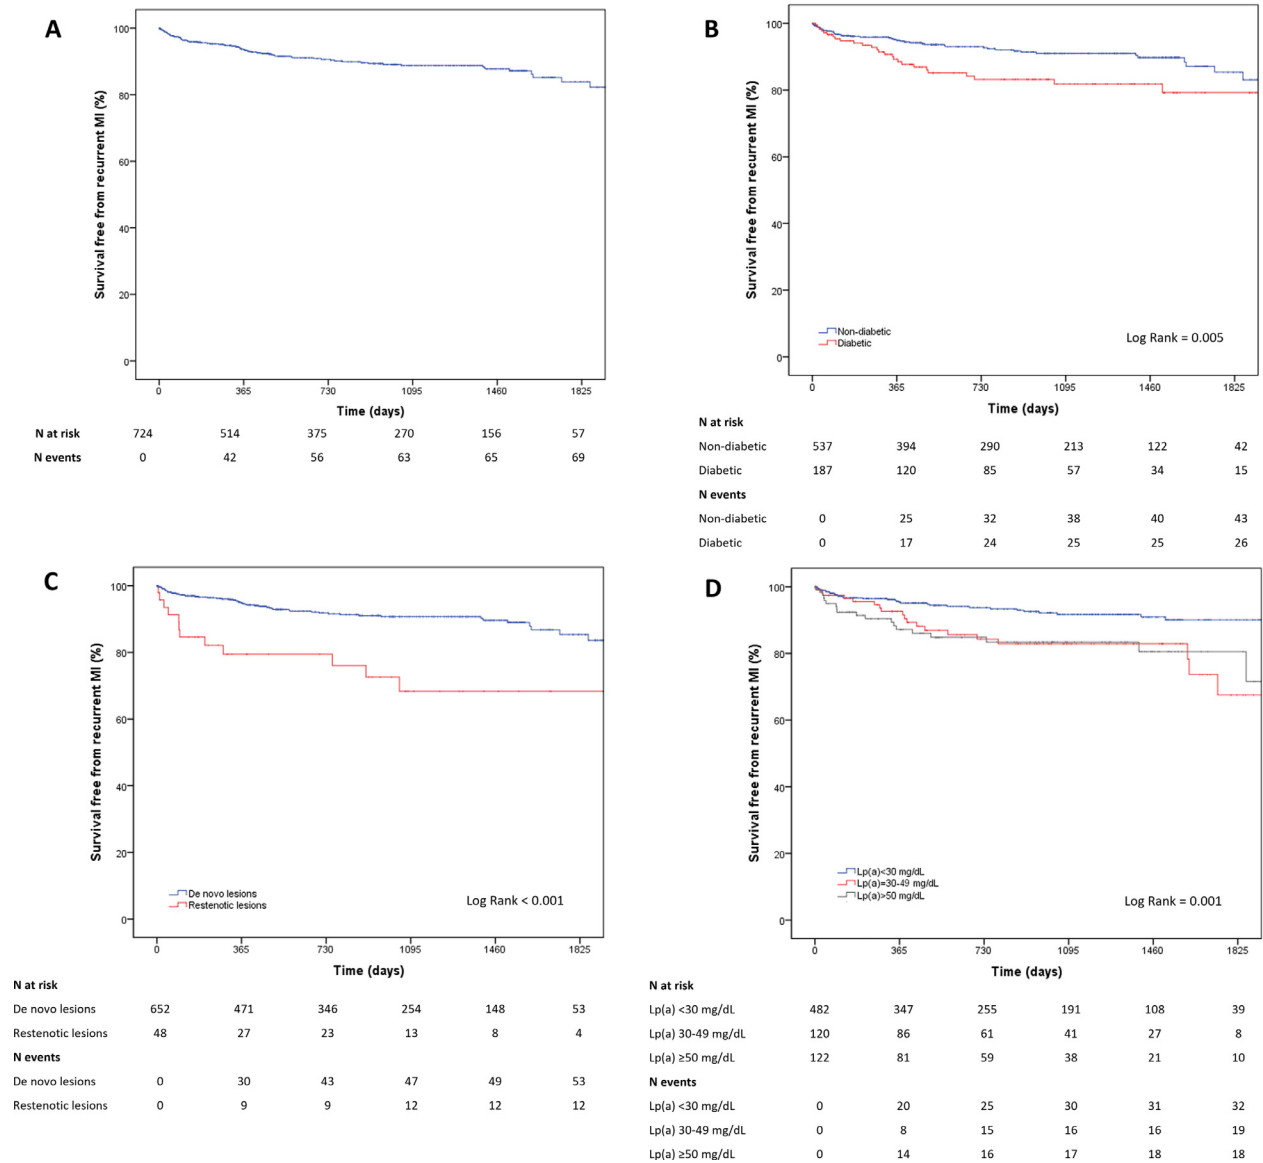 A
Survival free from recurrent MI (%)
100
80
60
40
20
0
0 365 730 1095 1460 1825
Time (days)
N at risk 724 514 375 270 156 57
N events 0 42 56 63 65 69
B
Survival free from recurrent MI (%)
100
80
60
40
20
0
Non-diabetic
Diabetic
Log Rank = 0.005
0 365 730 1095 1460 1825
Time (days)
N at risk
Non-diabetic 537 394 290 213 122 42
Diabetic 187 120 85 57 34 15
N events
Non-diabetic 0 25 32 38 40 43
Diabetic 0 17 24 25 25 26
C
Survival free from recurrent MI (%)
100
80
60
40
20
0
De novo lesions
Restenotic lesions
Log Rank < 0.001
0 365 730 1095 1460 1825
Time (days)
N at risk
De novo lesions 652 471 346 254 148 53
Restenotic lesions 48 27 23 13 8 4
N events
De novo lesions 0 30 43 47 49 53
Restenotic lesions 0 9 9 12 12 12
D
Survival free from recurrent MI (%)
100
80
60
40
20
0
Lp(a)<30 mg/dL
Lp(a)=30-49 mg/dL
Lp(a)>50 mg/dL
Log Rank = 0.001
0 365 730 1095 1460 1825
Time (days)
N at risk
Lp(a) <30 mg/dL 482 347 255 191 108 39
Lp(a) 30-49 mg/dL 120 86 61 41 27 8
Lp(a) ≥50 mg/dL 122 81 59 38 21 10
N events
Lp(a) <30 mg/dL 0 20 25 30 31 32
Lp(a) 30-49 mg/dL 0 8 15 16 16 19
Lp(a) ≥50 mg/dL 0 14 16 17 18 18